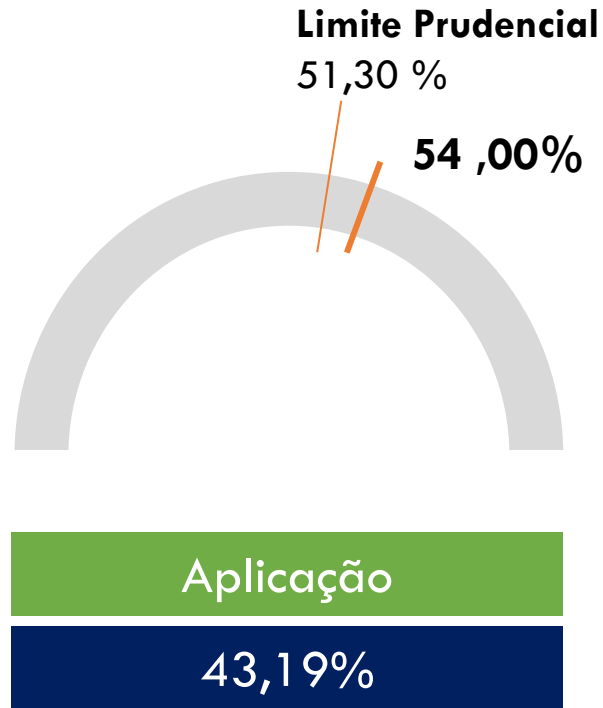 Limite Prudencial
51,30 %
54 ,00%
Aplicação
43,19%